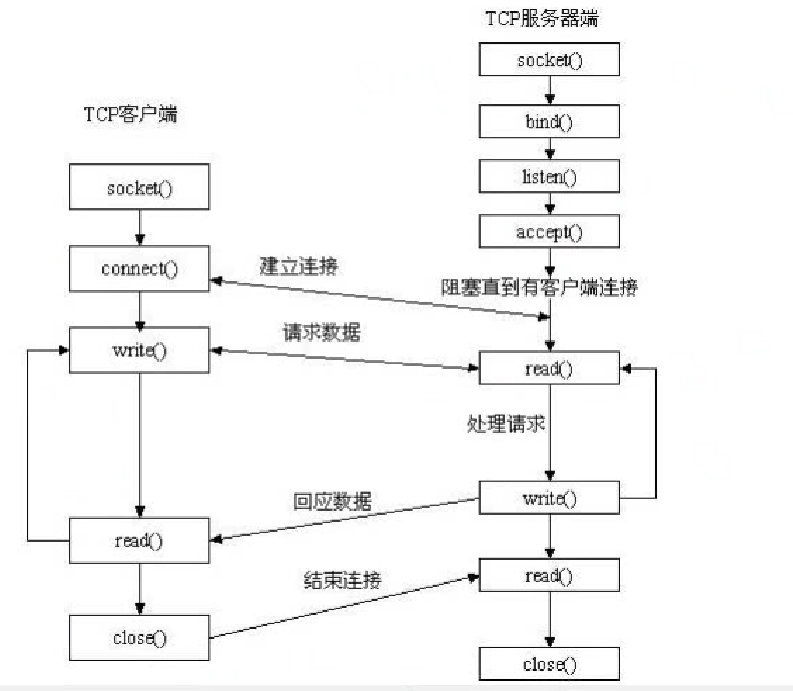 TCP服务器端
socket()
bind()
listen()
accept()
阻塞直到有客户端连接
read()
处理请求
write()
read()
close()
TCP客户端
socket()
connect()
write()
read()
close()
建立连接
请求数据
回应数据
结束连接